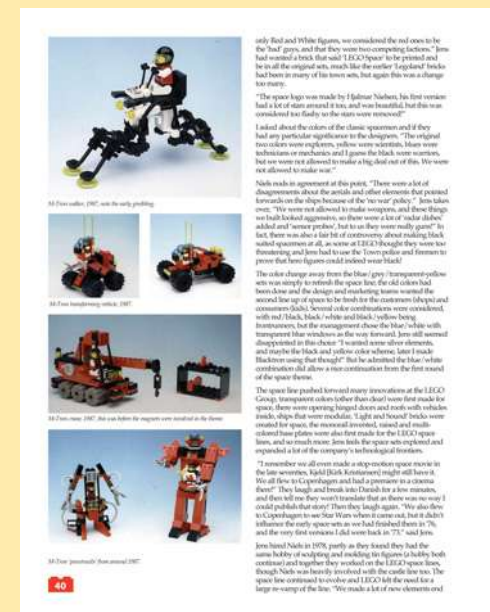 M-Tron walker, 1987, note the early grebling.
M-Tron transforming vehicle, 1987.
M-Tron crane, 1987, this was before the magnets were involved in the theme.
M-Tron 'powersuits' from around 1987.
40
only Red and White figures, we considered the red ones to be
the 'bad' guys, and that they were two competing factions." Jens
had wanted a brick that said 'LEGO Space' to be printed and
be in all the original sets, much like the earlier 'Legoland' bricks
had been in many of his town sets, but again this was a change
too many.
"The space logo was made by Hjalmar Nielsen, his first version
had a lot of stars around it too, and was beautiful, but this was
considered too flashy so the stars were removed!"
I asked about the colors of the classic spacemen and if they
had any particular significance to the designers. "The original
two colors were explorers, yellow were scientists, blues were
technicians or mechanics and I guess the black were warriors,
but we were not allowed to make a big deal out of this. We were
not allowed to make war."
Niels nods in agreement at this point, "There were a lot of
disagreements about the aerials and other elements that pointed
forwards on the ships because of the 'no war' policy." Jens takes
over, "We were not allowed to make weapons, and these things
we built looked aggressive, so there were a lot of 'radar dishes'
added and 'sensor probes', but to us they were really guns!" In
fact, there was also a fair bit of controversy about making black
suited spacemen at all, as some at LEGO thought they were too
threatening and Jens had to use the Town police and firemen to
prove that hero figures could indeed wear black!
The color change away from the blue/grey/transparent-yellow
sets was simply to refresh the space line; the old colors had
been done and the design and marketing teams wanted the
second line up of space to be fresh for the customers (shops) and
consumers (kids). Several color combinations were considered,
with red/black, black/white and black/yellow being
frontrunners, but the management chose the blue/white with
transparent blue windows as the way forward. Jens still seemed
disappointed in this choice "I wanted some silver elements,
and maybe the black and yellow color scheme, later I made
Blacktron using that though!" But he admitted the blue/white
combination did allow a nice continuation from the first round
of the space theme.
The space line pushed forward many innovations at the LEGO
Group, transparent colors (other than clear) were first made for
space, there were opening hinged doors and roofs with vehicles
inside, ships that were modular, 'Light and Sound' bricks were
created for space, the monorail invented, raised and multi-
colored base plates were also first made for the LEGO space
lines, and so much more. Jens feels the space sets explored and
expanded a lot of the company's technological frontiers.
"I remember we all even made a stop-motion space movie in
the late seventies, Kjeld [Kirk Kristiansen] might still have it.
We all flew to Copenhagen and had a premiere in a cinema
there!" They laugh and break into Danish for a few minutes,
and then tell me they won't translate that as there was no way I
could publish that story! Then they laugh again. "We also flew
to Copenhagen to see Star Wars when it came out, but it didn't
influence the early space sets as we had finished them in '76,
and the very first versions I did were back in '73." said Jens.
Jens hired Niels in 1978, partly as they found they had the
same hobby of sculpting and molding tin figures (a hobby both
continue) and together they worked on the LEGO space lines,
though Niels was heavily involved with the castle line too. The
space line continued to evolve and LEGO felt the need for a
large re-vamp of the line. "We made a lot of new elements end